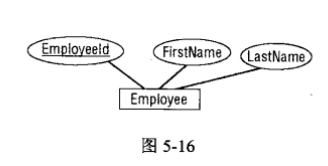 EmployeeId
FirstName
LastName
Employee
图 5-16